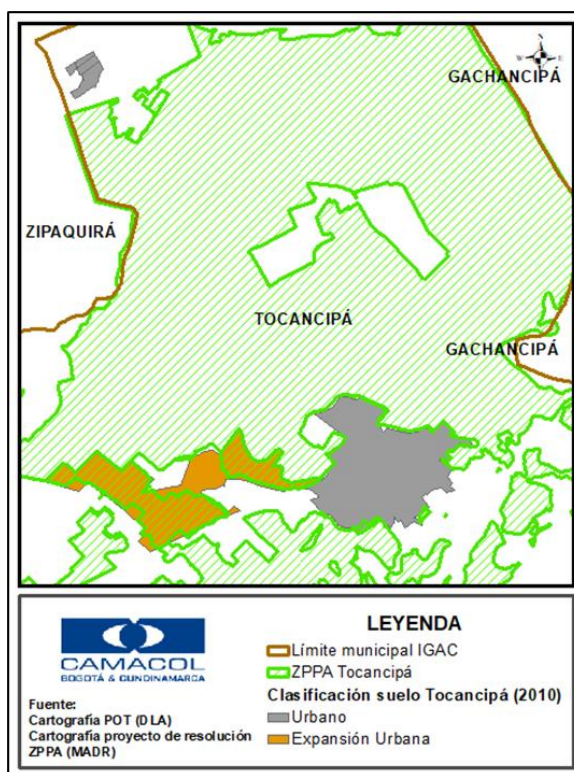 GACHANCIPÁ
ZIPAQUIRÁ
TOCANCIPÁ
GACHANCIPÁ
CAMACOL
BOGOTÁ & CUNDINAMARCA
Fuente:
Cartografía POT (DLA)
Cartografía proyecto de resolución
ZPPA (MADR)
LEYENDA
Límite municipal IGAC
ZPPA Tocancipá
Clasificación suelo Tocancipá (2010)
Urbano
Expansión Urbana